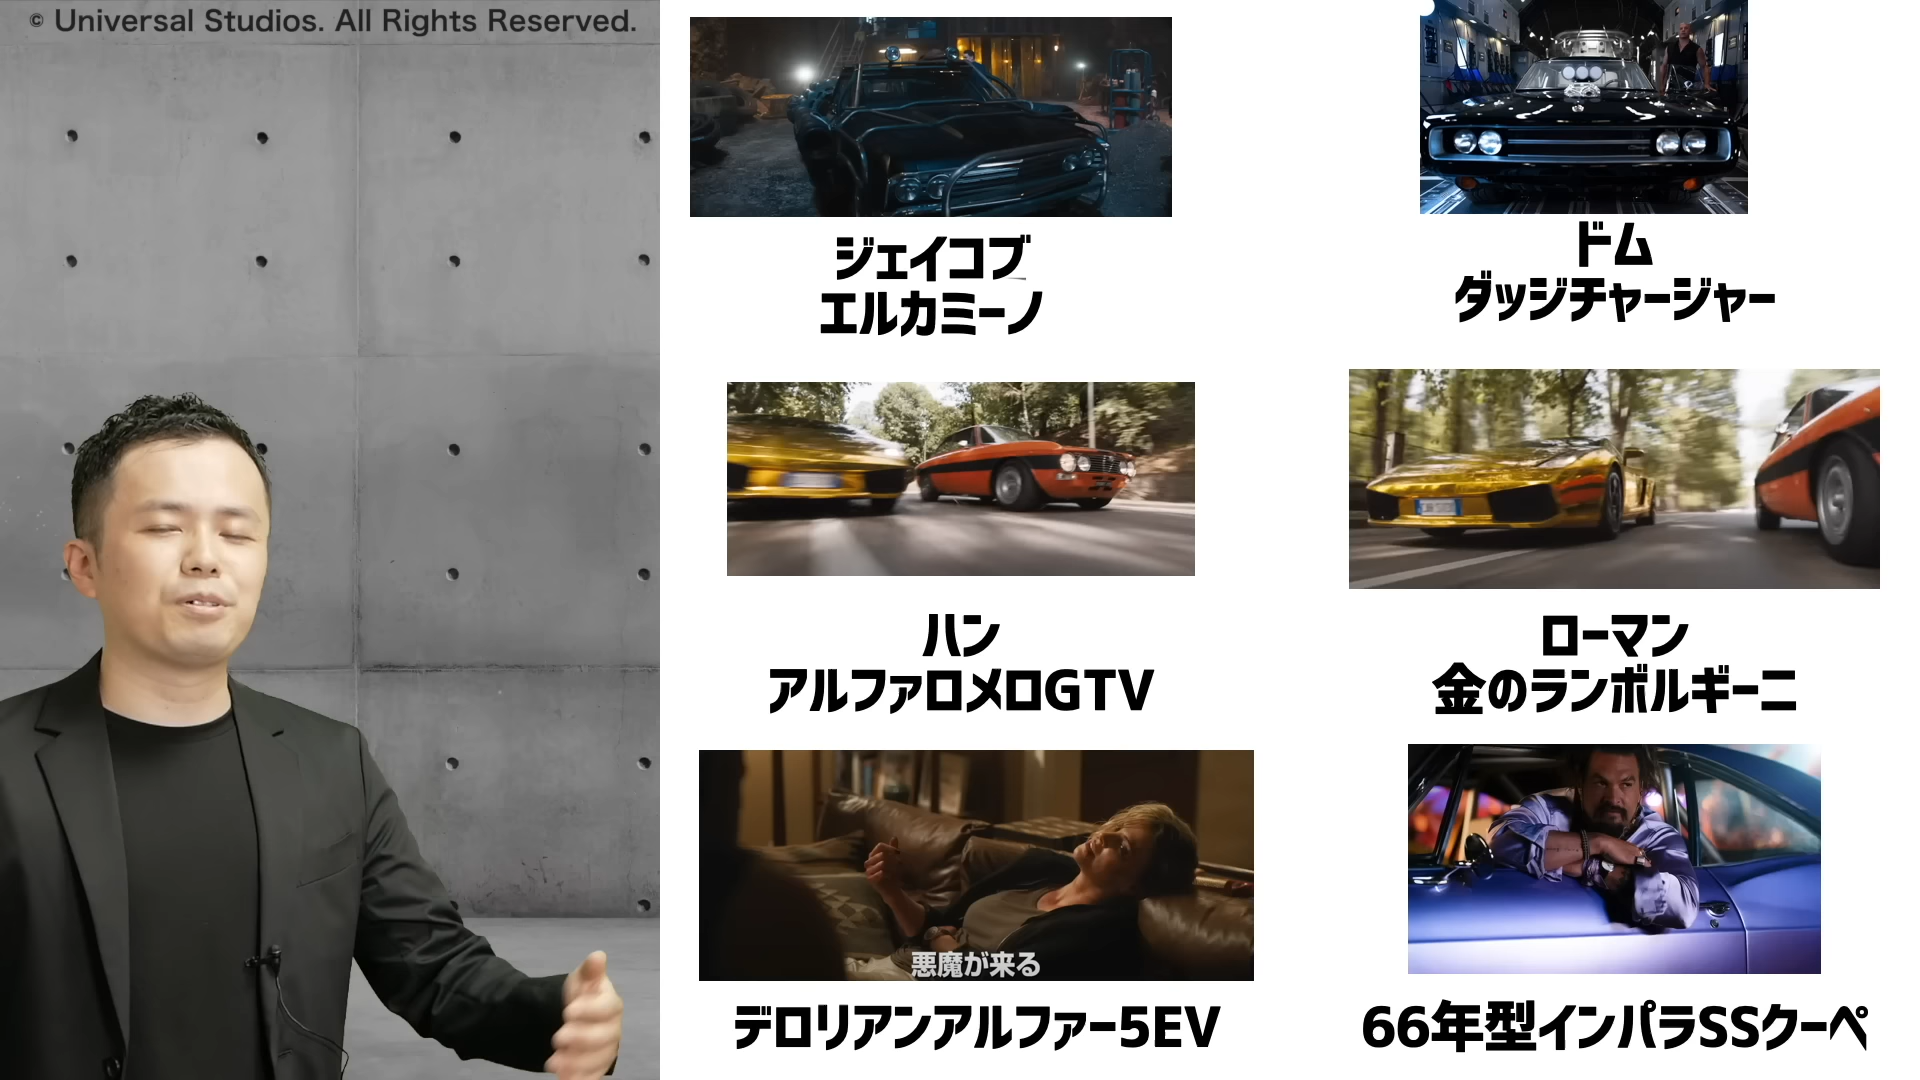 © Universal Studios. All Rights Reserved.
ジェイコブ
エルカミーノ
ドム
ダッジチャージャー
ハン
アルファロメロGTV
ローマン
金のランボルギーニ
悪魔が来る
デロリアンアルファー5EV
66年型インパラSSクーペ